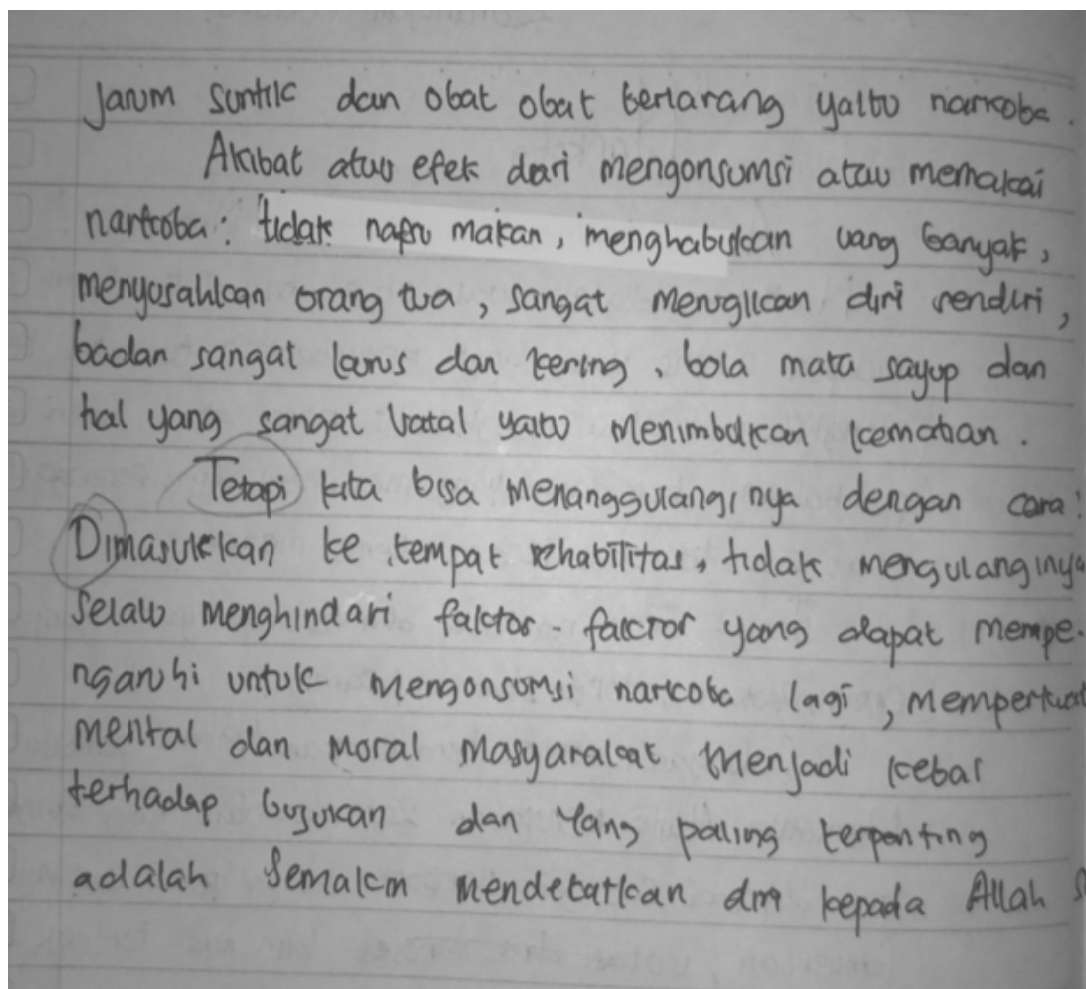 Jarum suntik dan obat obat terlarang yaitu narkoba.
Akibat atau efek dari mengonsumsi atau memakai
narkoba: tidak napsu makan, menghabiskan uang banyak,
menyusahkan orang tua, sangat merugikan diri sendiri,
badan sangat kurus dan kering, bola mata sayup dan
hal yang sangat vatal yaitu menimbulkan kematian.
Tetapi kita bisa menanggulangi nya dengan cara:
Dimasukkan ke tempat rehabilitas, tidak mengulanginya
selalu menghindari faktor-faktor yang dapat mempe-
ngaruhi untuk mengonsumsi narkoba lagi, memperkuat
mental dan moral masyarakat menjadi kebal
terhadap bujukan dan yang paling terpenting
adalah semakin mendekatkan diri kepada Allah